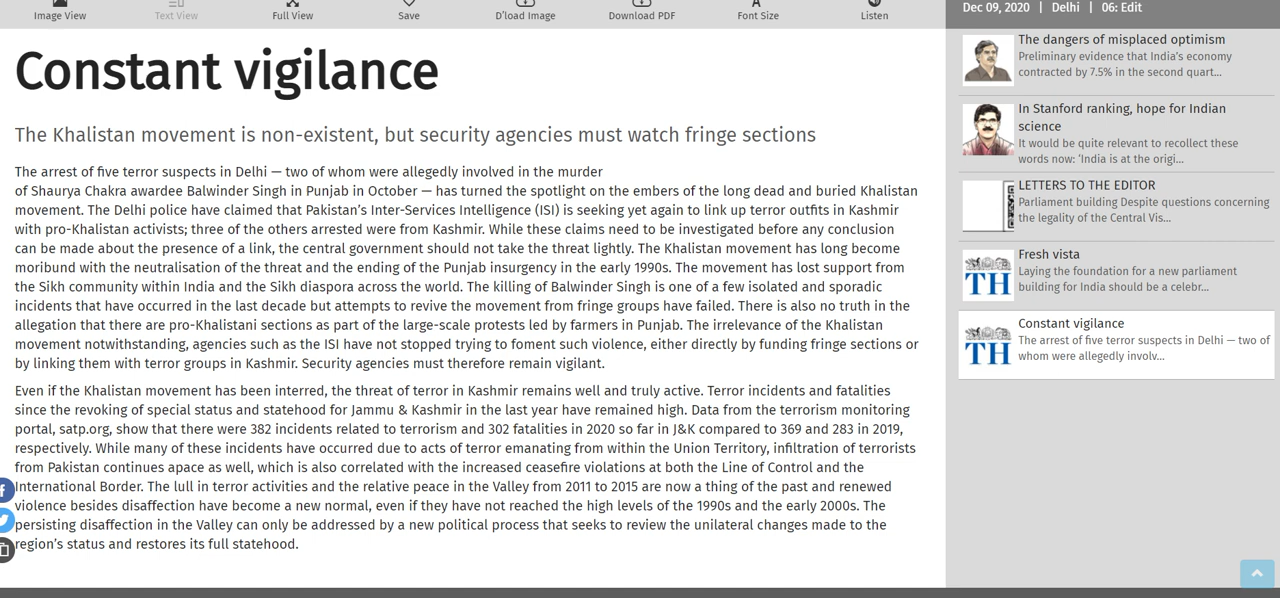 Image View
Text View
Full View
Save
D'load Image
Download PDF
Font Size
Listen
Dec 09, 2020 | Delhi | 06: Edit
Constant vigilance
The Khalistan movement is non-existent, but security agencies must watch fringe sections
The arrest of five terror suspects in Delhi — two of whom were allegedly involved in the murder
of Shaurya Chakra awardee Balwinder Singh in Punjab in October — has turned the spotlight on the embers of the long dead and buried Khalistan
movement. The Delhi police have claimed that Pakistan's Inter-Services Intelligence (ISI) is seeking yet again to link up terror outfits in Kashmir
with pro-Khalistan activists; three of the others arrested were from Kashmir. While these claims need to be investigated before any conclusion
can be made about the presence of a link, the central government should not take the threat lightly. The Khalistan movement has long become
moribund with the neutralisation of the threat and the ending of the Punjab insurgency in the early 1990s. The movement has lost support from
the Sikh community within India and the Sikh diaspora across the world. The killing of Balwinder Singh is one of a few isolated and sporadic
incidents that have occurred in the last decade but attempts to revive the movement from fringe groups have failed. There is also no truth in the
allegation that there are pro-Khalistani sections as part of the large-scale protests led by farmers in Punjab. The irrelevance of the Khalistan
movement notwithstanding, agencies such as the ISI have not stopped trying to foment such violence, either directly by funding fringe sections or
by linking them with terror groups in Kashmir. Security agencies must therefore remain vigilant.
Even if the Khalistan movement has been interred, the threat of terror in Kashmir remains well and truly active. Terror incidents and fatalities
since the revoking of special status and statehood for Jammu & Kashmir in the last year have remained high. Data from the terrorism monitoring
portal, satp.org, show that there were 382 incidents related to terrorism and 302 fatalities in 2020 so far in J&K compared to 369 and 283 in 2019,
respectively. While many of these incidents have occurred due to acts of terror emanating from within the Union Territory, infiltration of terrorists
from Pakistan continues apace as well, which is also correlated with the increased ceasefire violations at both the Line of Control and the
International Border. The lull in terror activities and the relative peace in the Valley from 2011 to 2015 are now a thing of the past and renewed
violence besides disaffection have become a new normal, even if they have not reached the high levels of the 1990s and the early 2000s. The
persisting disaffection in the Valley can only be addressed by a new political process that seeks to review the unilateral changes made to the
region's status and restores its full statehood.
The dangers of misplaced optimism
Preliminary evidence that India's economy
contracted by 7.5% in the second quart...
In Stanford ranking, hope for Indian
science
It would be quite relevant to recollect these
words now: 'India is at the origi...
LETTERS TO THE EDITOR
Parliament building Despite questions concerning
the legality of the Central Vis...
TH
Fresh vista
Laying the foundation for a new parliament
building for India should be a celebr...
TH
Constant vigilance
The arrest of five terror suspects in Delhi — two of
whom were allegedly involv...